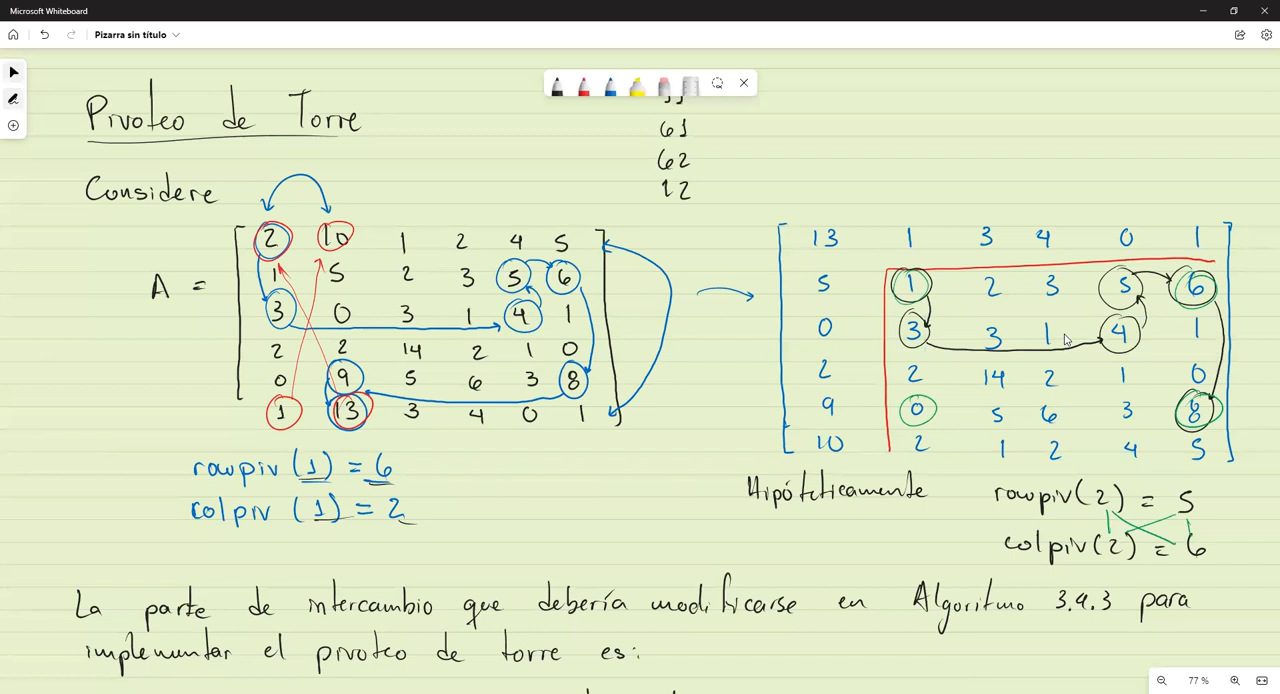 Microsoft Whiteboard
Pizarra sin título
Pivoteo de Torre
61
62
12
Considere
A =
2 10 1 2 4 5
1 5 2 3 5 6
3 0 3 1 4 1
2 2 14 2 1 0
0 9 5 6 3 8
1 13 3 4 0 1
13 1 3 4 0 1
5 1 2 3 5 6
0 3 3 1 4 1
2 2 14 2 1 0
9 0 5 6 3 8
10 2 1 2 4 5
rowpiv (1) = 6
colpiv (1) = 2
Hipóteticamente
rowpiv(2) = 5
colpiv(2) = 6
La parte de intercambio que debería modificarse en Algoritmo 3.4.3 para
implementar el pivoteo de torre es:
77 %